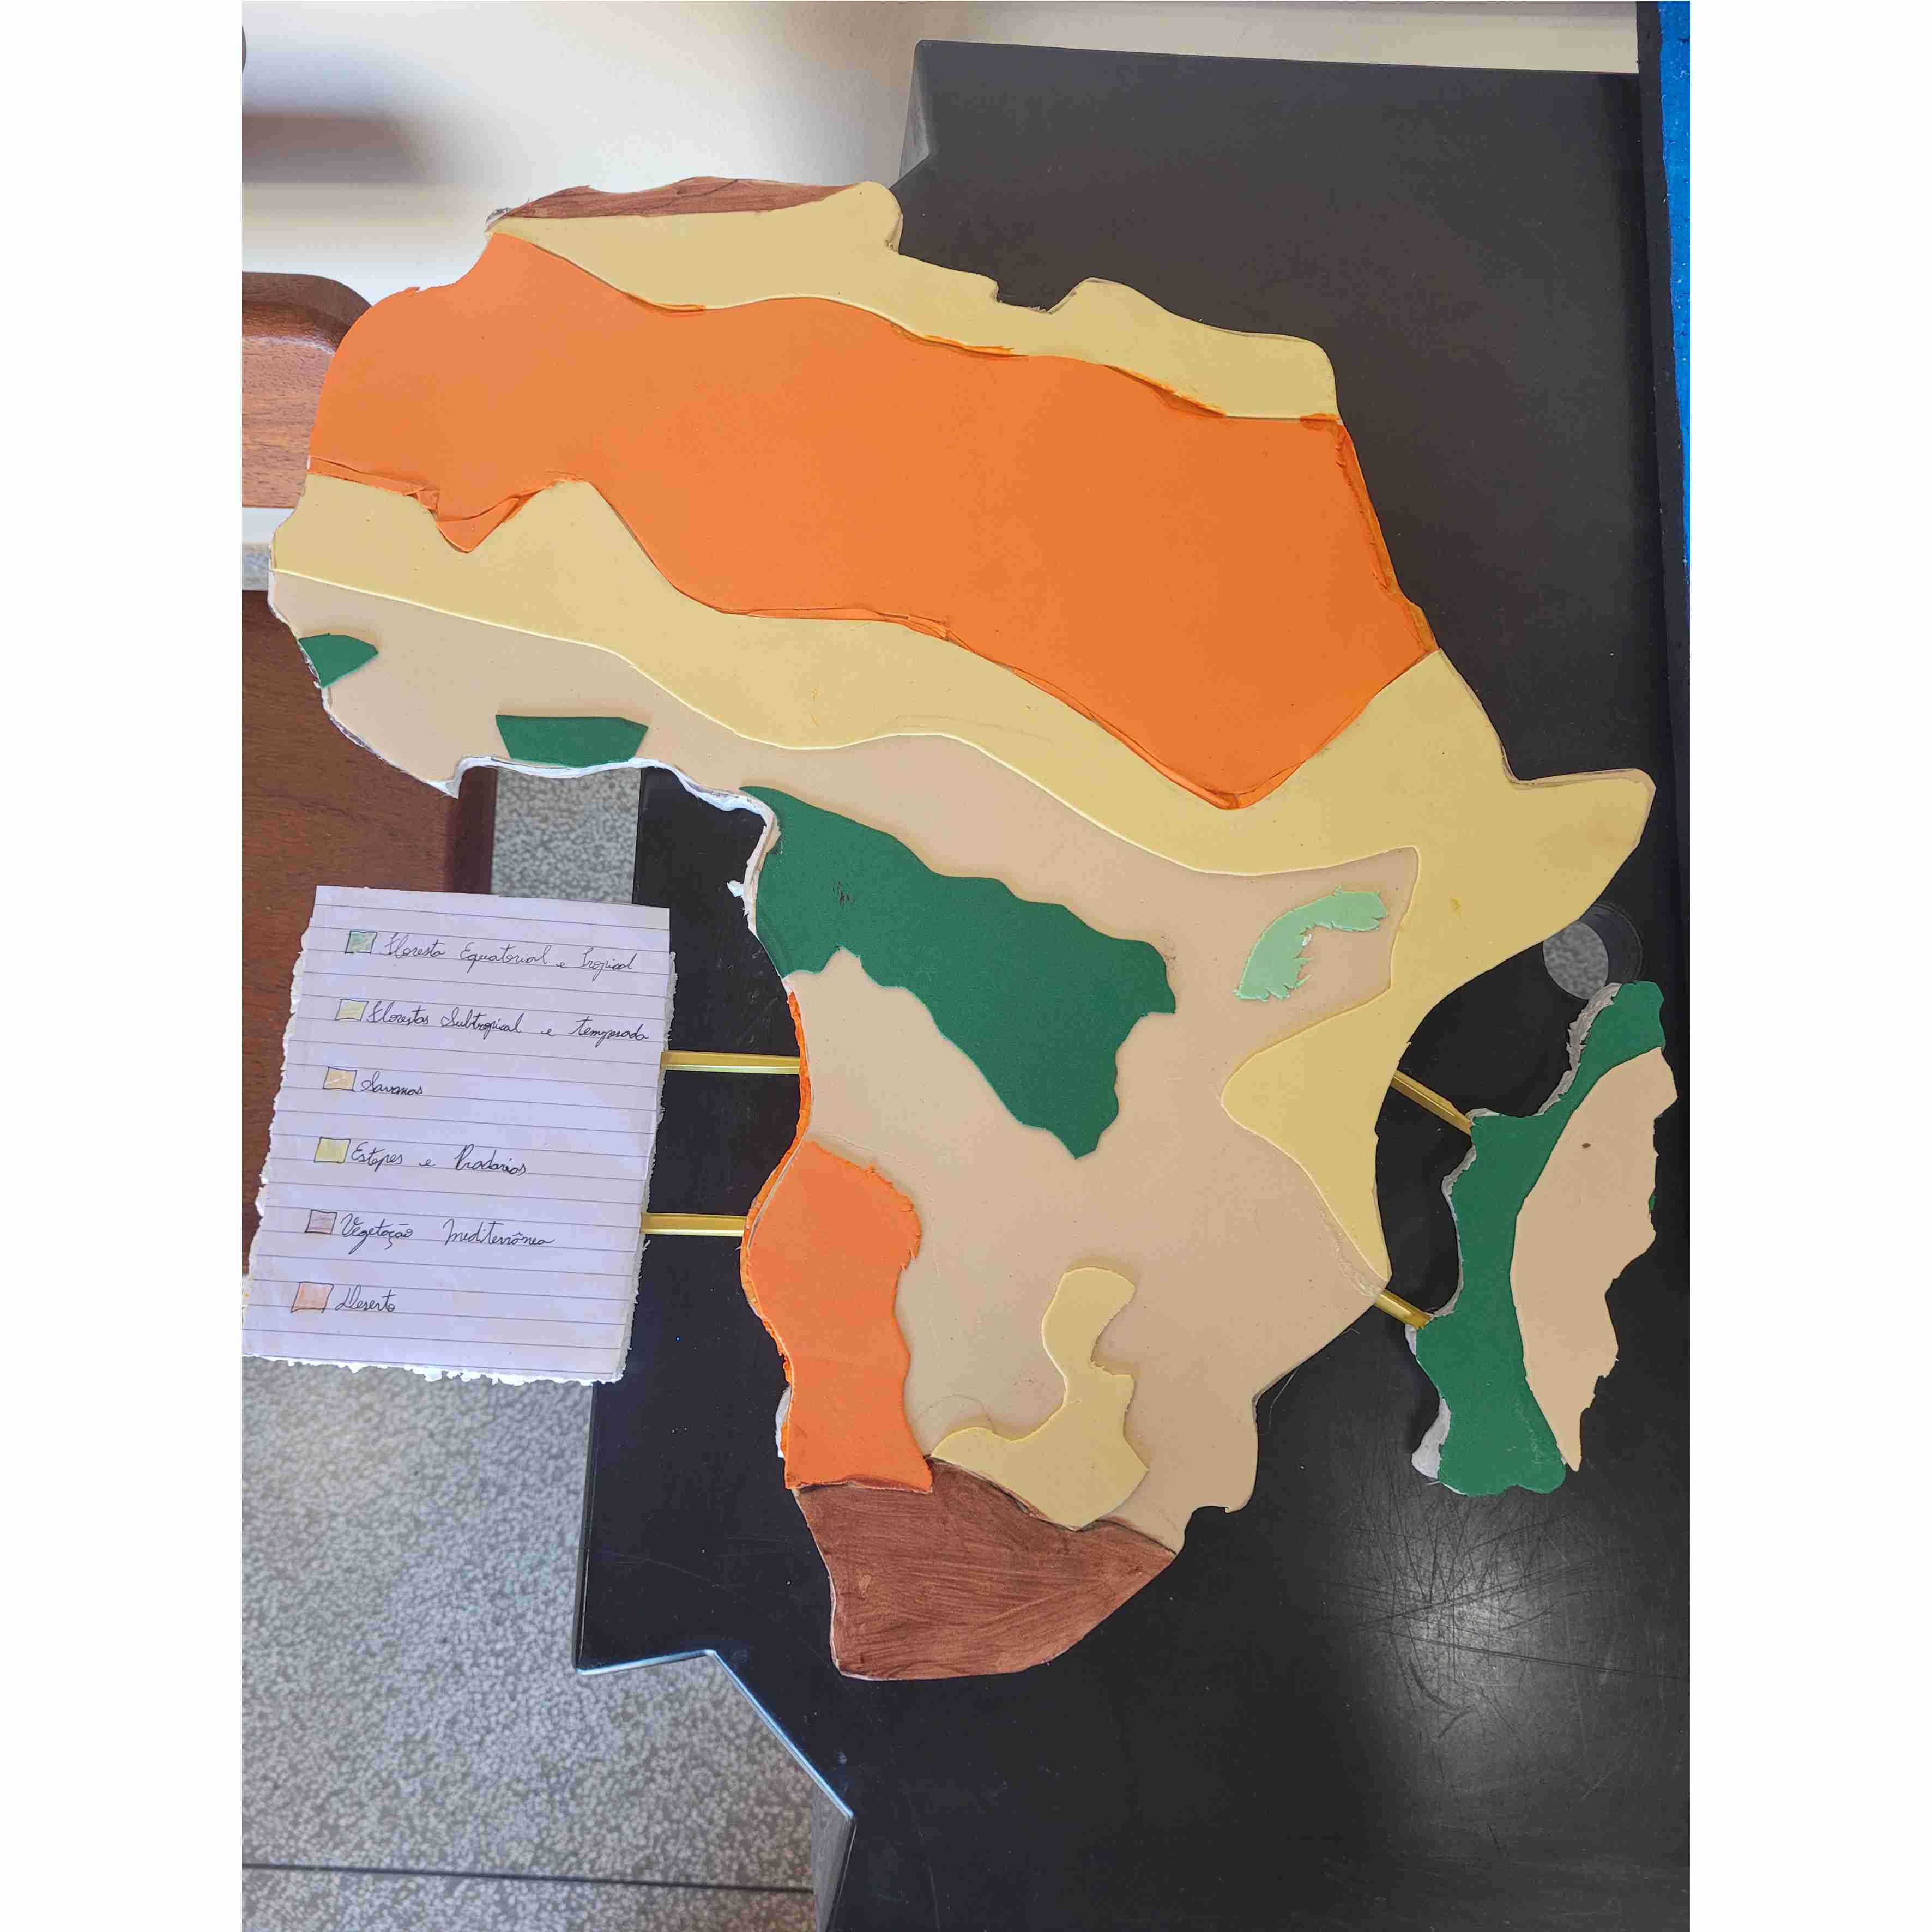 Floresta Equatorial e Tropical
Florestas Subtropical e temperada
Savanas
Estepes e Pradarias
Vegetação Mediterrânea
Deserto